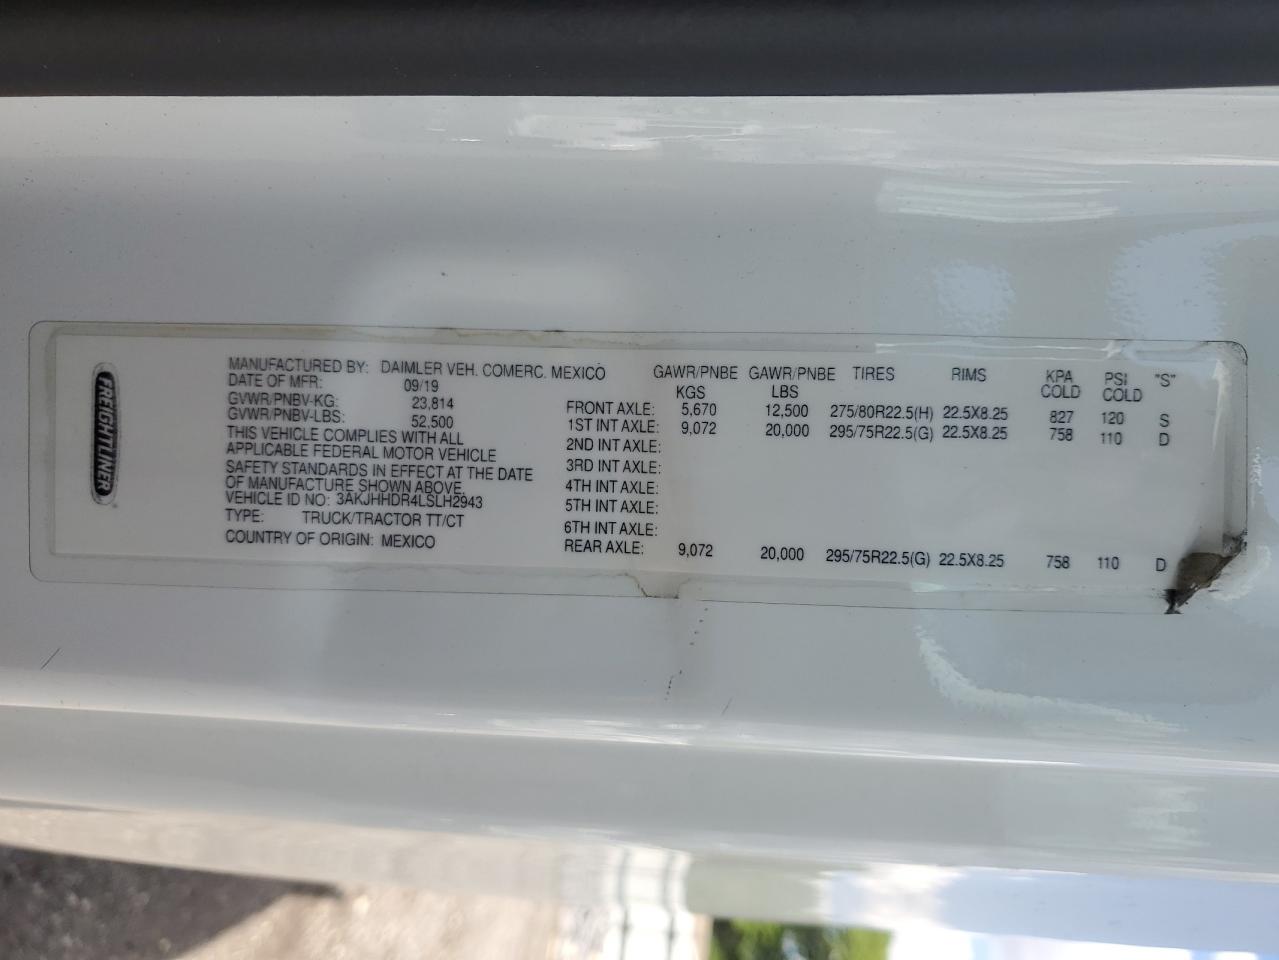 FREIGHTLINER
MANUFACTURED BY: DAIMLER VEH. COMERC. MEXICO
DATE OF MFR: 09/19
GVWR/PNBV-KG: 23,814
GVWR/PNBV-LBS: 52,500
THIS VEHICLE COMPLIES WITH ALL
APPLICABLE FEDERAL MOTOR VEHICLE
SAFETY STANDARDS IN EFFECT AT THE DATE
OF MANUFACTURE SHOWN ABOVE.
VEHICLE ID NO: 3AKJHHDR4LSLH2943
TYPE: TRUCK/TRACTOR TT/CT
COUNTRY OF ORIGIN: MEXICO
GAWR/PNBE KGS GAWR/PNBE LBS TIRES RIMS KPA COLD PSI COLD "S"
FRONT AXLE: 5,670 12,500 275/80R22.5(H) 22.5X8.25 827 120 S
1ST INT AXLE: 9,072 20,000 295/75R22.5(G) 22.5X8.25 758 110 D
2ND INT AXLE:
3RD INT AXLE:
4TH INT AXLE:
5TH INT AXLE:
6TH INT AXLE:
REAR AXLE: 9,072 20,000 295/75R22.5(G) 22.5X8.25 758 110 D